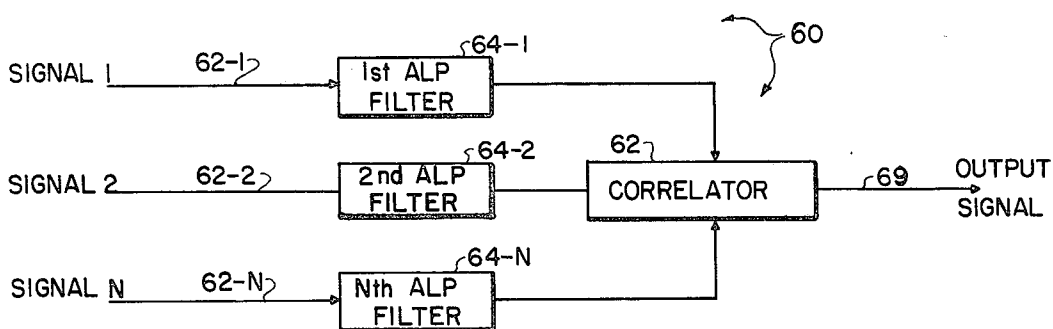 60
64-1
SIGNAL 1
62-1
1st ALP
FILTER
64-2
62
SIGNAL 2
62-2
2nd ALP
FILTER
CORRELATOR
69
OUTPUT
SIGNAL
64-N
SIGNAL N
62-N
Nth ALP
FILTER